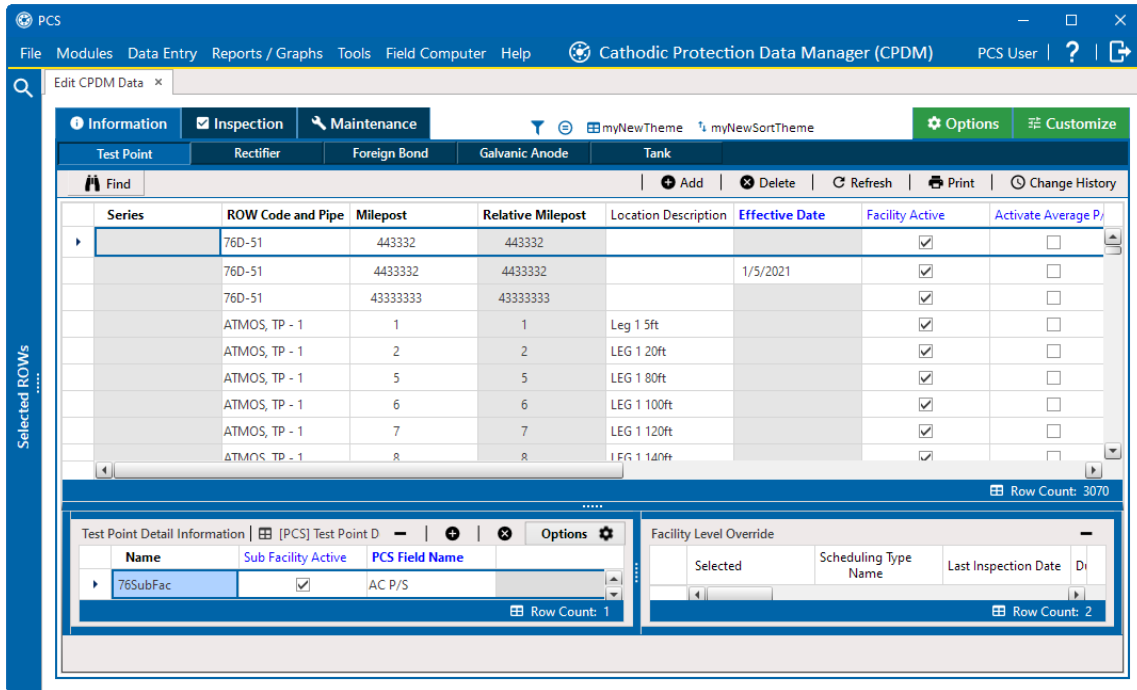 PCS
File Modules Data Entry Reports / Graphs Tools Field Computer Help Cathodic Protection Data Manager (CPDM) PCS User | ? |
Edit CPDM Data ×
Information Inspection Maintenance myNewTheme myNewSortTheme Options Customize
Test Point Rectifier Foreign Bond Galvanic Anode Tank
Find | Add | Delete | Refresh | Print | Change History
Series ROW Code and Pipe Milepost Relative Milepost Location Description Effective Date Facility Active Activate Average P/
76D-51 443332 443332
76D-51 4433332 4433332 1/5/2021
76D-51 43333333 43333333
ATMOS, TP - 1 1 1 Leg 1 5ft
ATMOS, TP - 1 2 2 LEG 1 20ft
ATMOS, TP - 1 5 5 LEG 1 80ft
ATMOS, TP - 1 6 6 LEG 1 100ft
ATMOS, TP - 1 7 7 LEG 1 120ft
ATMOS, TP - 1 8 8 LEG 1 140ft
Row Count: 3070
Selected ROWs
Test Point Detail Information | [PCS] Test Point D | | Options
Name Sub Facility Active PCS Field Name
76SubFac AC P/S
Row Count: 1
Facility Level Override
Selected Scheduling Type Name Last Inspection Date
Row Count: 2